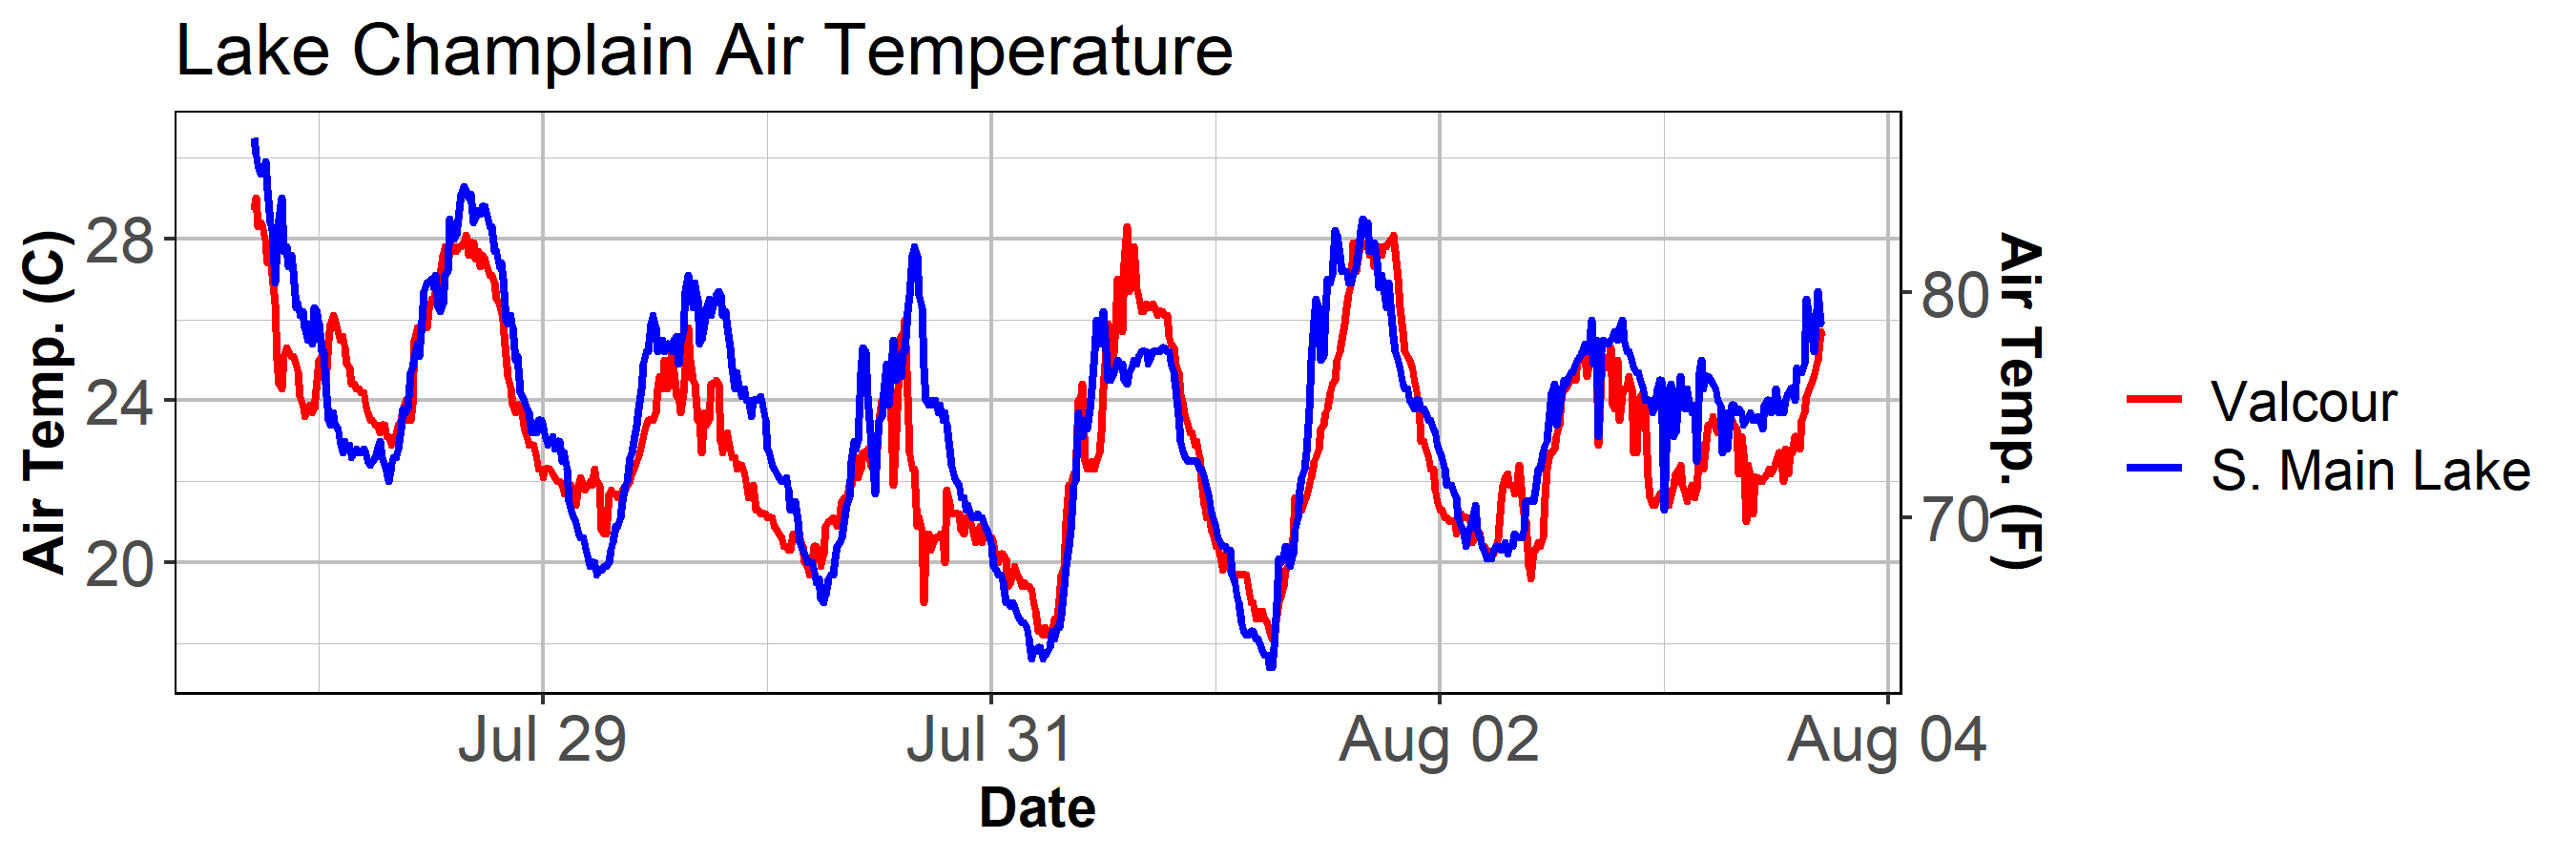 Lake Champlain Air Temperature
Air Temp. (C)
28
24
20
80
70
Air Temp. (F)
Valcour
S. Main Lake
Jul 29
Jul 31
Aug 02
Aug 04
Date